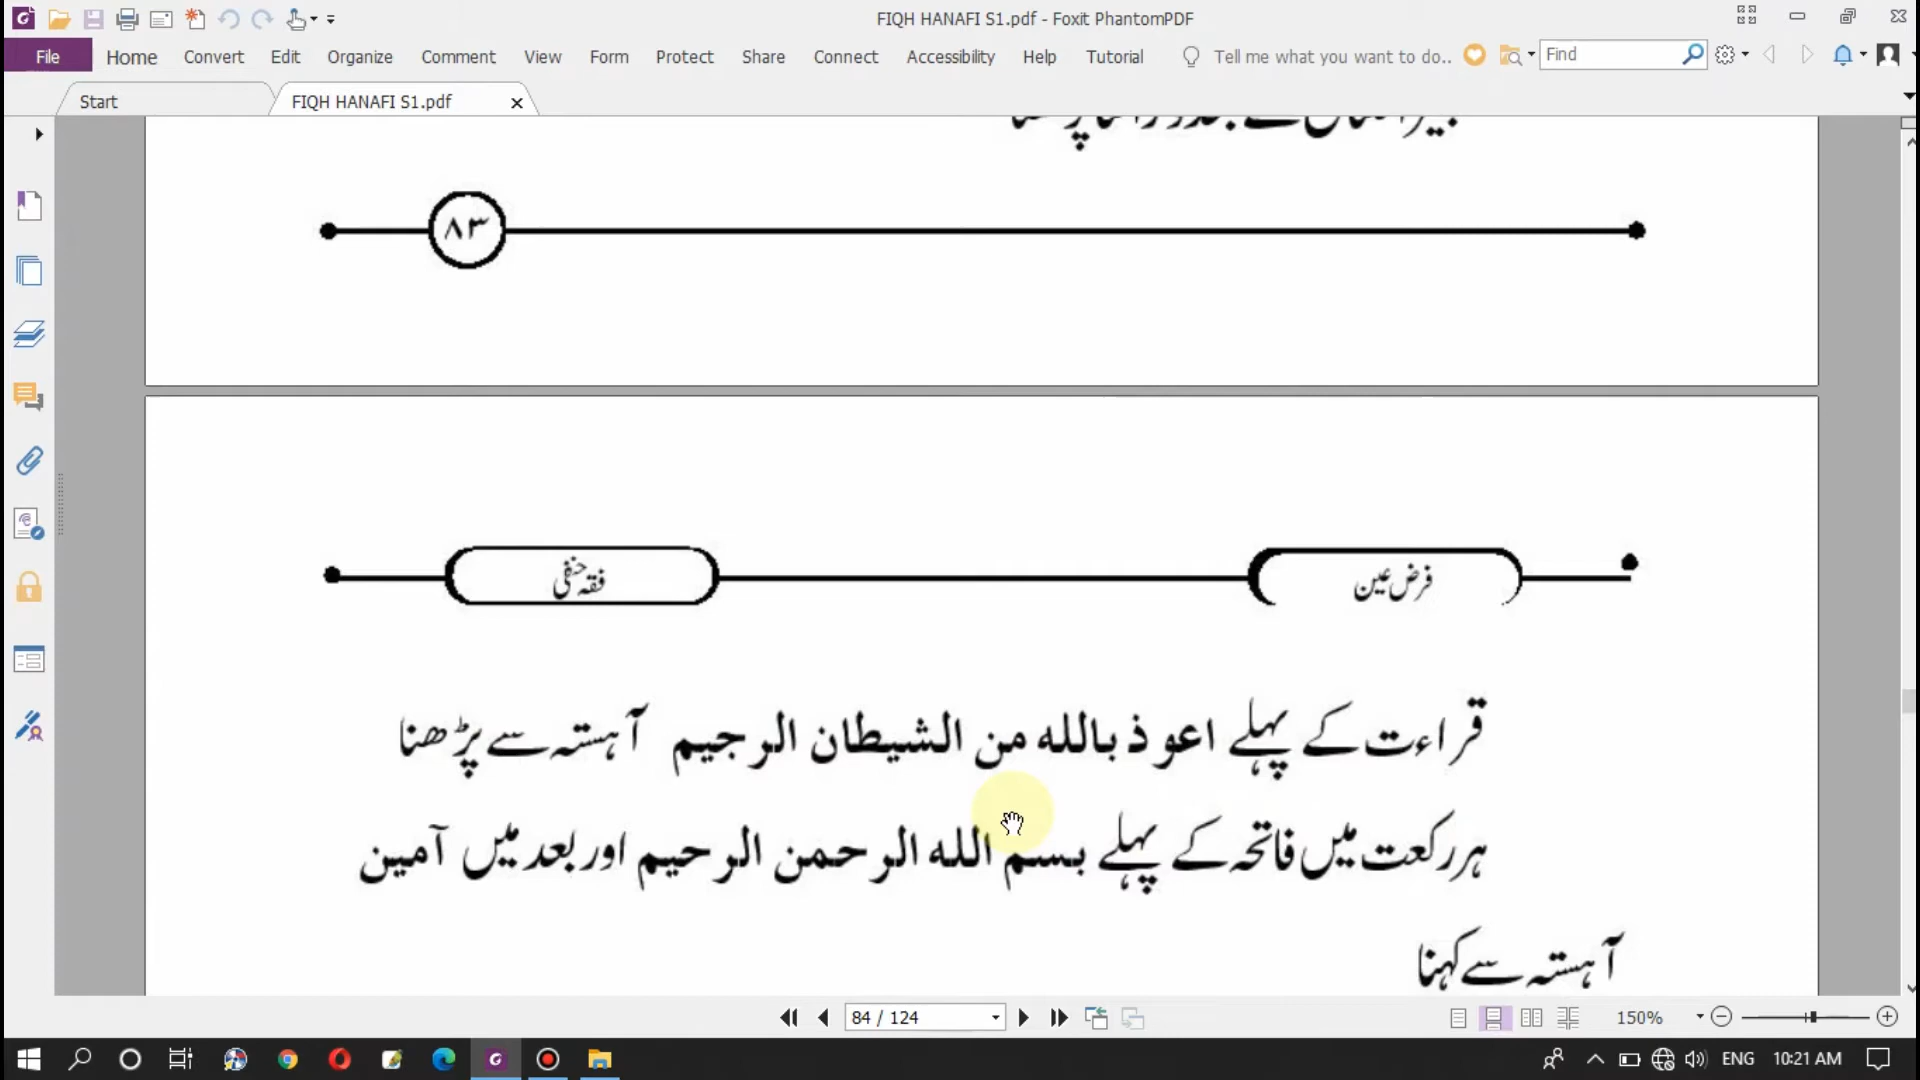 FIQH HANAFI S1.pdf - Foxit PhantomPDF
File Home Convert Edit Organize Comment View Form Protect Share Connect Accessibility Help Tutorial Tell me what you want to do.. Find
Start FIQH HANAFI S1.pdf
۸۳
فرض عین
فقہ حنفی
قراءت کے پہلے اعوذ بالله من الشیطان الرجیم آہستہ سے پڑھنا
ہر رکعت میں فاتحہ کے پہلے بسم الله الرحمن الرحیم اور بعد میں آمین
آہستہ سے کہنا
84 / 124
150%
ENG 10:21 AM